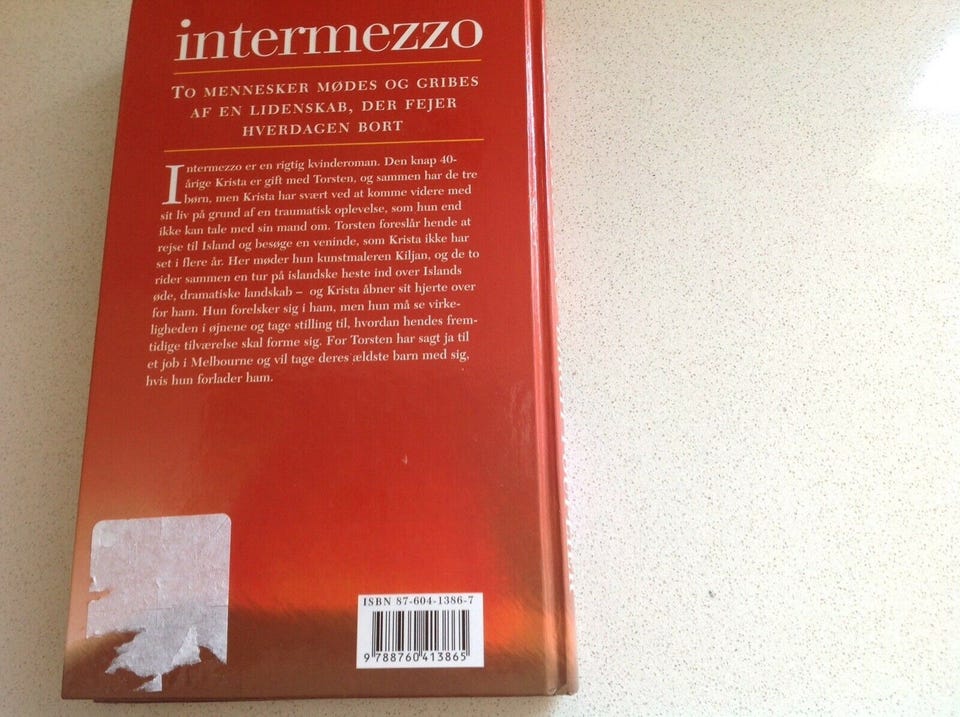 intermezzo
TO MENNESKER MØDES OG GRIBES
AF EN LIDENSKAB, DER FEJER
HVERDAGEN BORT
Intermezzo er en rigtig kvinderoman. Den knap 40-
årige Krista er gift med Torsten, og sammen har de tre
børn, men Krista har svært ved at komme videre med
sit liv på grund af en traumatisk oplevelse, som hun end
ikke kan tale med sin mand om. Torsten foreslår hende at
rejse til Island og besøge en veninde, som Krista ikke har
set i flere år. Her møder hun kunstmaleren Kiljan, og de to
rider sammen en tur på islandske heste ind over Islands
øde, dramatiske landskab – og Krista åbner sit hjerte over
for ham. Hun forelsker sig i ham, men hun må se virke-
ligheden i øjnene og tage stilling til, hvordan hendes frem-
tidige tilværelse skal forme sig. For Torsten har sagt ja til
et job i Melbourne og vil tage deres ældste barn med sig,
hvis hun forlader ham.
ISBN 87-604-1386-7
9 788760 413865